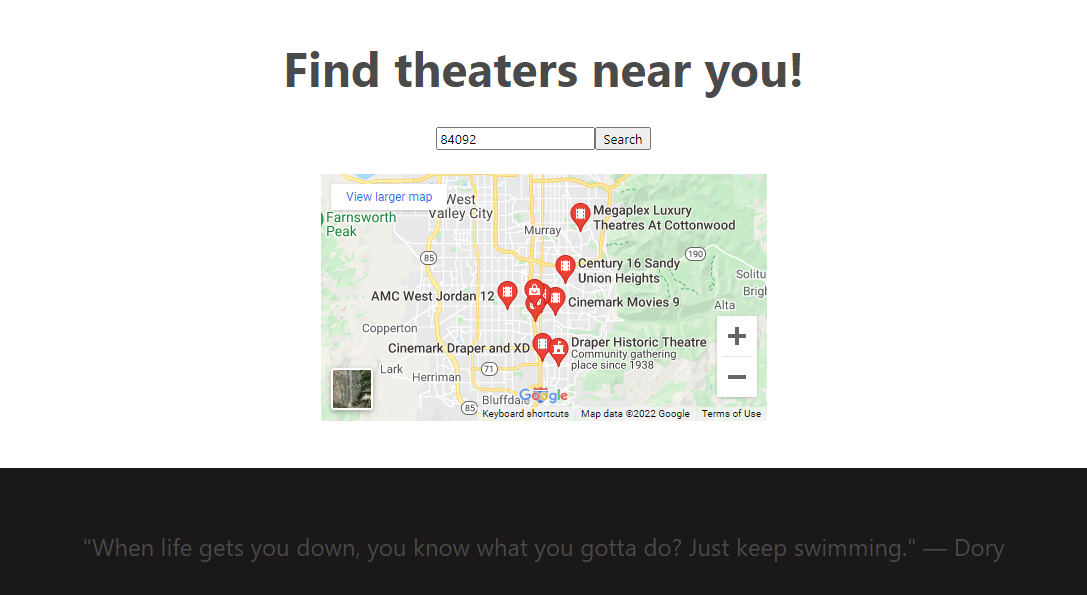 Find theaters near you!
84092
Search
View larger map
West
Valley City
Farnsworth
Peak
Murray
Megaplex Luxury
Theatres At Cottonwood
190
85
Century 16 Sandy
Union Heights
Solitu
Brigh
AMC West Jordan 12
Cinemark Movies 9
Alta
Copperton
Cinemark Draper and XD
Draper Historic Theatre
Community gathering
place since 1938
Lark
71
Herriman
Bluffdale
85
Google
Keyboard shortcuts
Map data ©2022 Google
Terms of Use
"When life gets you down, you know what you gotta do? Just keep swimming." — Dory